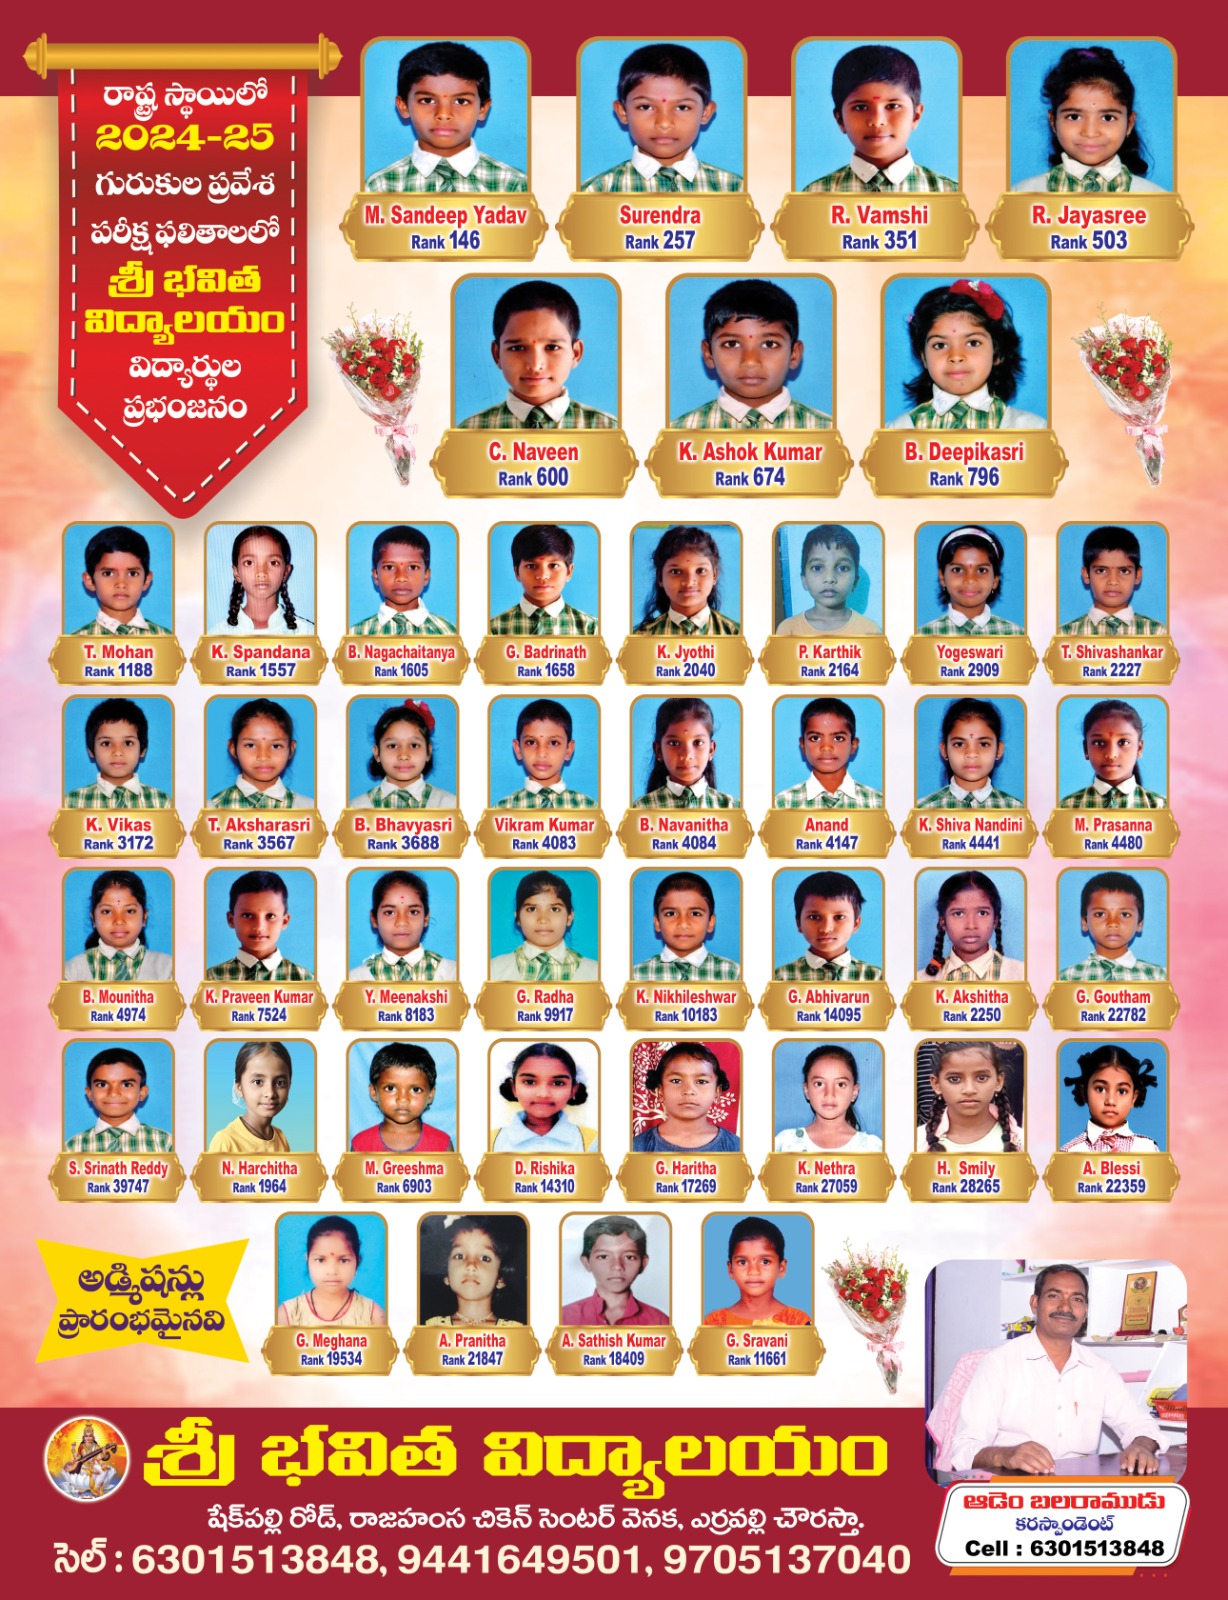 రాష్ట్ర స్థాయిలో
2024-25
గురుకుల ప్రవేశ
పరీక్ష ఫలితాలలో
శ్రీ భవిత
విద్యాలయం
విద్యార్థుల
ప్రభంజనం
M. Sandeep Yadav
Rank 146
Surendra
Rank 257
R. Vamshi
Rank 351
R. Jayasree
Rank 503
C. Naveen
Rank 600
K. Ashok Kumar
Rank 674
B. Deepikasri
Rank 796
T. Mohan
Rank 1188
K. Spandana
Rank 1557
B. Nagachaitanya
Rank 1605
G. Badrinath
Rank 1658
K. Jyothi
Rank 2040
P. Karthik
Rank 2164
Yogeswari
Rank 2909
T. Shivashankar
Rank 2227
K. Vikas
Rank 3172
T. Aksharasri
Rank 3567
B. Bhavyasri
Rank 3688
Vikram Kumar
Rank 4083
B. Navanitha
Rank 4084
Anand
Rank 4147
K. Shiva Nandini
Rank 4441
M. Prasanna
Rank 4480
B. Mounitha
Rank 4974
K. Praveen Kumar
Rank 7524
Y. Meenakshi
Rank 8183
G. Radha
Rank 9917
K. Nikhileshwar
Rank 10183
G. Abhivarun
Rank 14095
K. Akshitha
Rank 2250
G. Goutham
Rank 22782
S. Srinath Reddy
Rank 39747
N. Harchitha
Rank 1964
M. Greeshma
Rank 6903
D. Rishika
Rank 14310
G. Haritha
Rank 17269
K. Nethra
Rank 27059
H. Smily
Rank 28265
A. Blessi
Rank 22359
G. Meghana
Rank 19534
A. Pranitha
Rank 21847
A. Sathish Kumar
Rank 18409
G. Sravani
Rank 11661
అడ్మిషన్లు
ప్రారంభమైనవి
శ్రీ భవిత విద్యాలయం
షేక్‌పల్లి రోడ్, రాజహంస చికెన్ సెంటర్ వెనక, ఎర్రవల్లి చౌరస్తా.
సెల్ : 6301513848, 9441649501, 9705137040
ఆడెం బలరాముడు
కరస్పాండెంట్
Cell : 6301513848